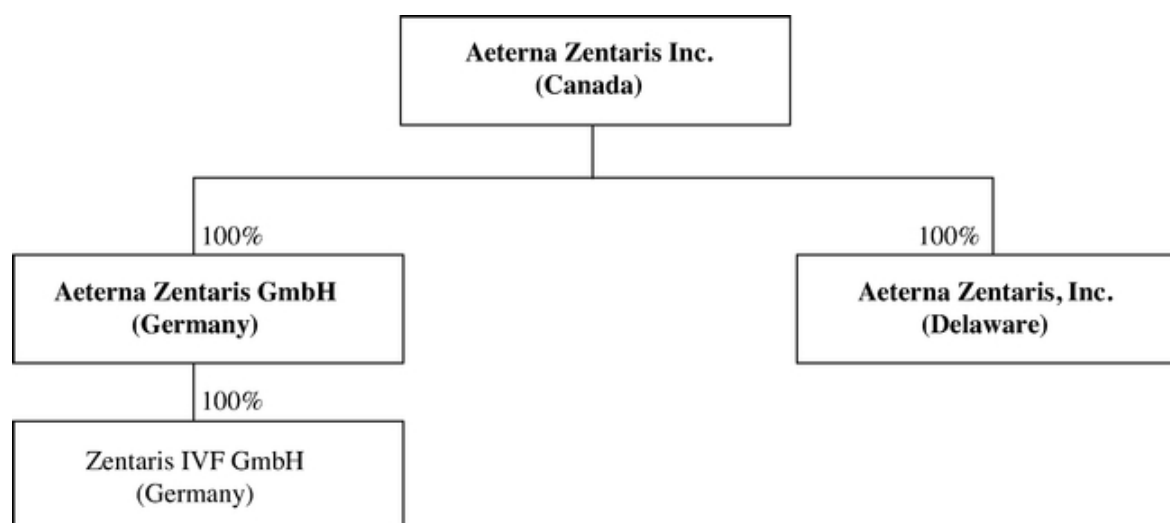 Aeterna Zentaris Inc.
(Canada)
100%
100%
Aeterna Zentaris GmbH
(Germany)
Aeterna Zentaris, Inc.
(Delaware)
100%
Zentaris IVF GmbH
(Germany)